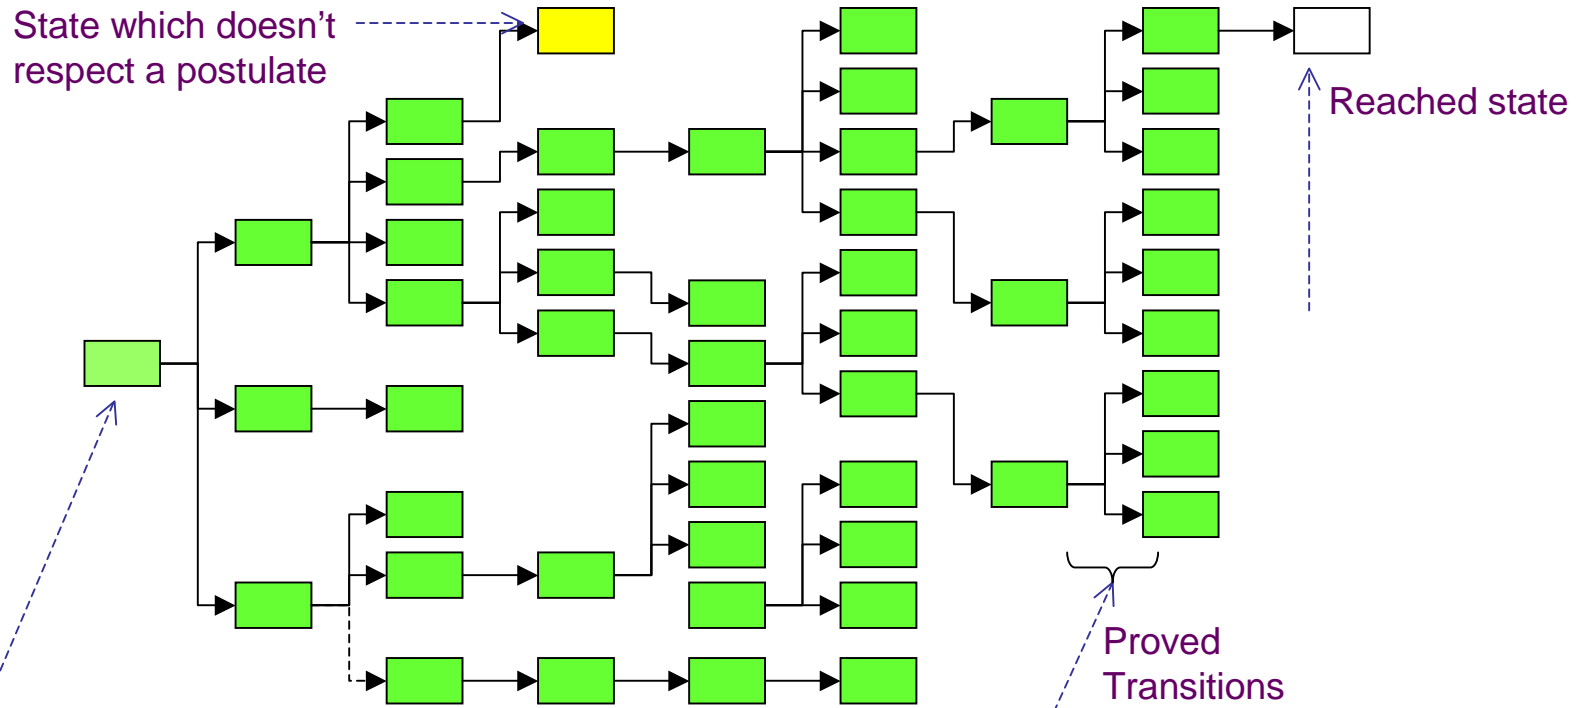 State which doesn’t
respect a postulate
Reached state
Proved
Transitions